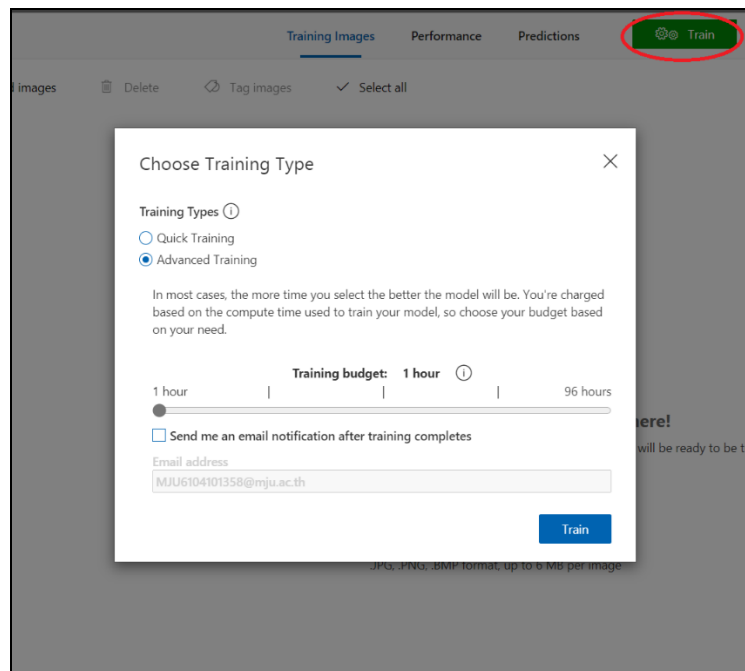 Training Images Performance Predictions Train
images Delete Tag images Select all
Choose Training Type
Training Types
Quick Training
Advanced Training
In most cases, the more time you select the better the model will be. You're charged
based on the compute time used to train your model, so choose your budget based
on your need.
Training budget: 1 hour
1 hour 96 hours
Send me an email notification after training completes
Email address
MJU6104101358@mju.ac.th
Train
here!
will be ready to be t
.JPG, .PNG, .BMP format, up to 6 MB per image